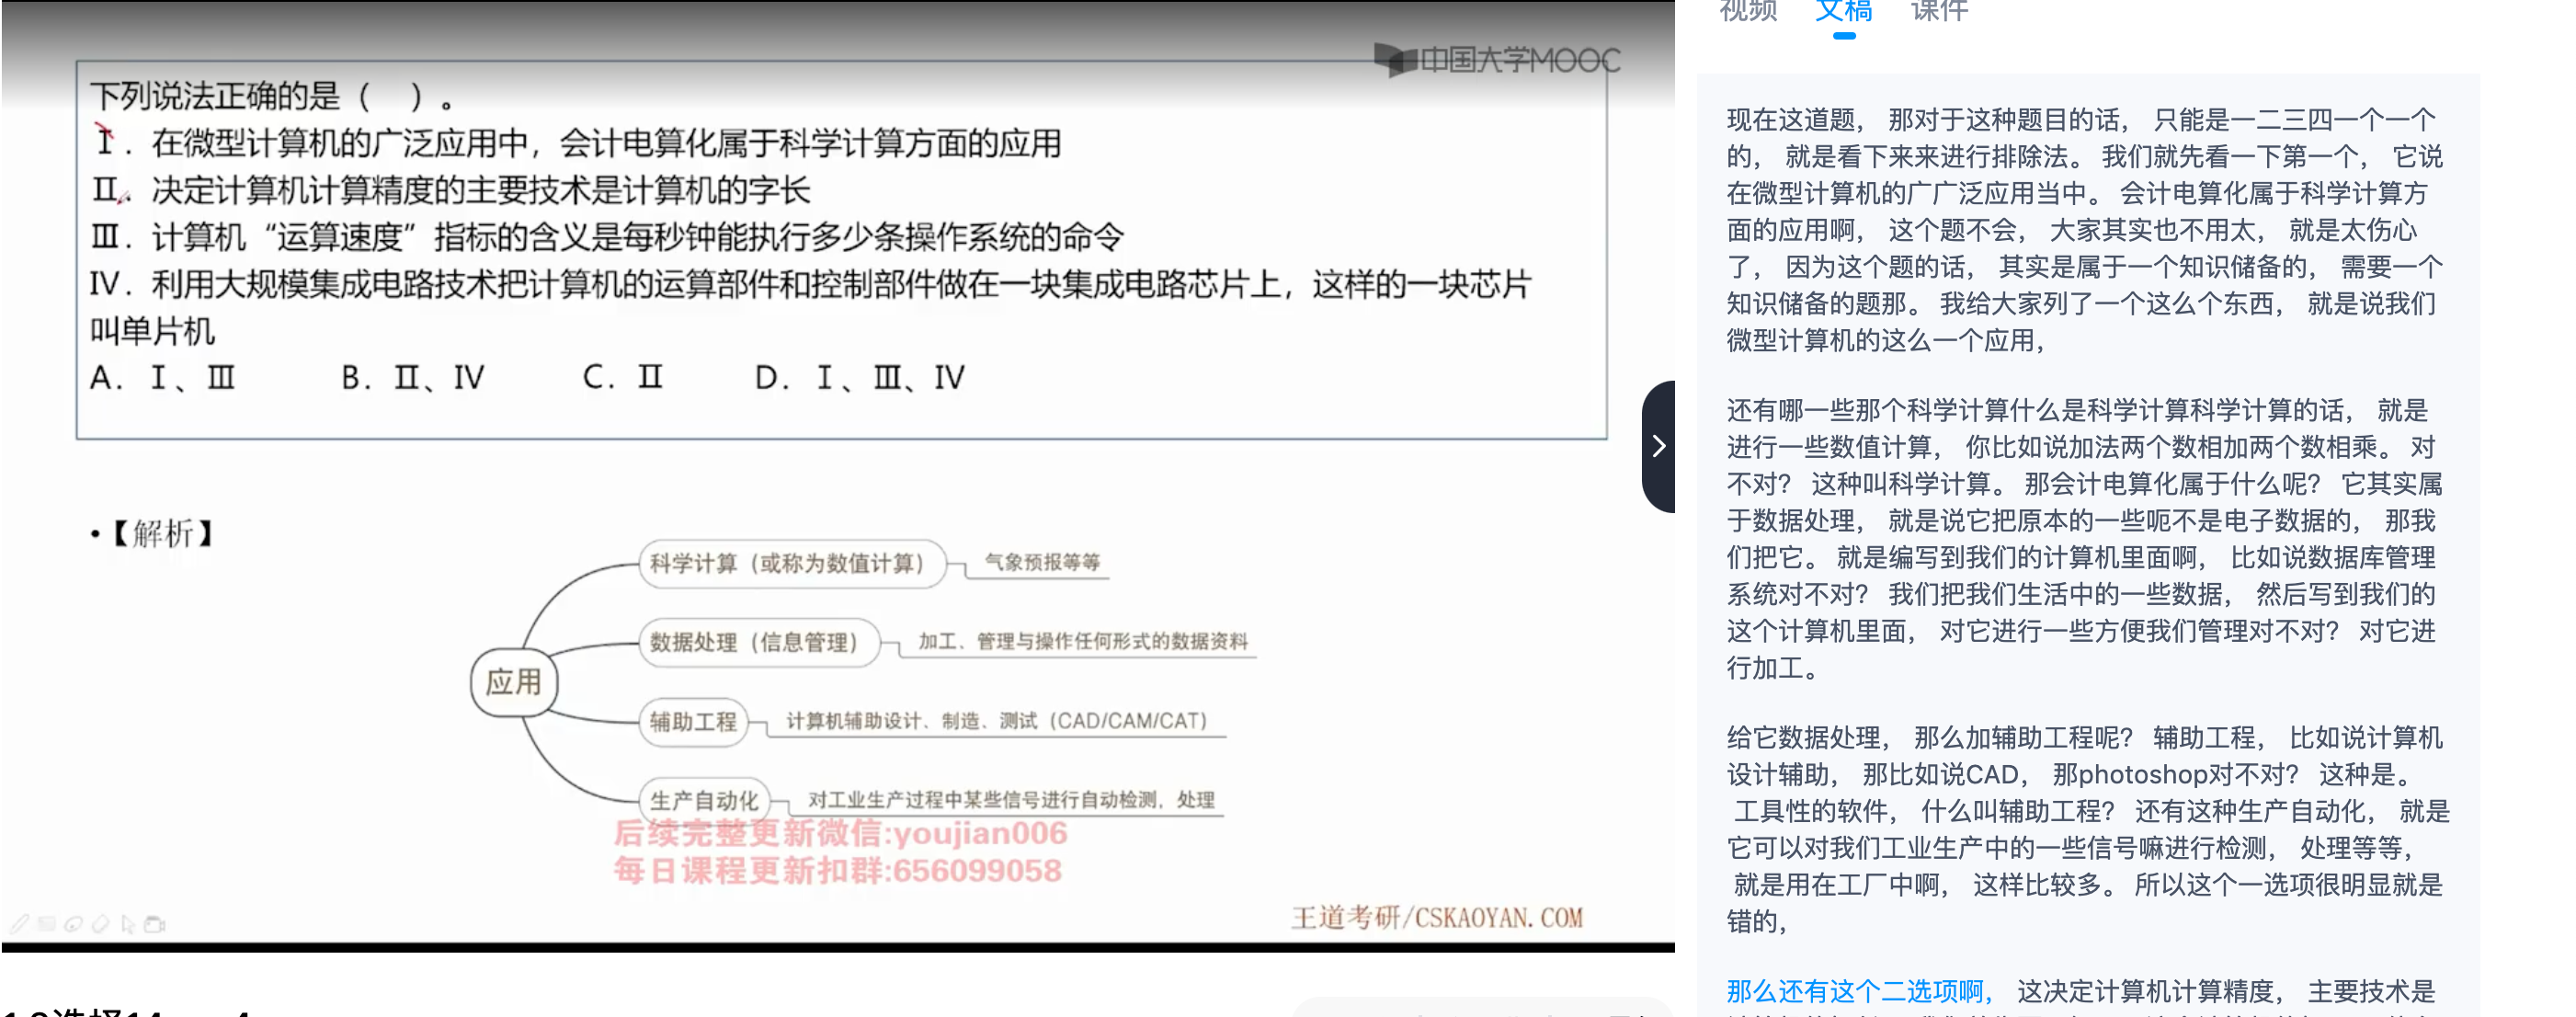 视频 文稿 课件
中国大学MOOC
下列说法正确的是（ ）。
Ⅰ. 在微型计算机的广泛应用中，会计电算化属于科学计算方面的应用
Ⅱ. 决定计算机计算精度的主要技术是计算机的字长
Ⅲ. 计算机“运算速度”指标的含义是每秒钟能执行多少条操作系统的命令
Ⅳ. 利用大规模集成电路技术把计算机的运算部件和控制部件做在一块集成电路芯片上，这样的一块芯片
叫单片机
A. Ⅰ、Ⅲ B. Ⅱ、Ⅳ C. Ⅱ D. Ⅰ、Ⅲ、Ⅳ
•【解析】
应用
科学计算（或称为数值计算） 气象预报等等
数据处理（信息管理） 加工、管理与操作任何形式的数据资料
辅助工程 计算机辅助设计、制造、测试（CAD/CAM/CAT）
生产自动化 对工业生产过程中某些信号进行自动检测，处理
后续完整更新微信:youjian006
每日课程更新扣群:656099058
王道考研/CSKAOYAN.COM
现在这道题， 那对于这种题目的话， 只能是一二三四一个一个
的， 就是看下来来进行排除法。 我们就先看一下第一个， 它说
在微型计算机的广广泛应用当中。 会计电算化属于科学计算方
面的应用啊， 这个题不会， 大家其实也不用太， 就是太伤心
了， 因为这个题的话， 其实是属于一个知识储备的， 需要一个
知识储备的题那。 我给大家列了一个这么个东西， 就是说我们
微型计算机的这么一个应用，
还有哪一些那个科学计算什么是科学计算科学计算的话， 就是
进行一些数值计算， 你比如说加法两个数相加两个数相乘。 对
不对？ 这种叫科学计算。 那会计电算化属于什么呢？ 它其实属
于数据处理， 就是说它把原本的一些呃不是电子数据的， 那我
们把它。 就是编写到我们的计算机里面啊， 比如说数据库管理
系统对不对？ 我们把我们生活中的一些数据， 然后写到我们的
这个计算机里面， 对它进行一些方便我们管理对不对？ 对它进
行加工。
给它数据处理， 那么加辅助工程呢？ 辅助工程， 比如说计算机
设计辅助， 那比如说CAD， 那photoshop对不对？ 这种是。
工具性的软件， 什么叫辅助工程？ 还有这种生产自动化， 就是
它可以对我们工业生产中的一些信号嘛进行检测， 处理等等，
就是用在工厂中啊， 这样比较多。 所以这个一选项很明显就是
错的，
那么还有这个二选项啊， 这决定计算机计算精度， 主要技术是